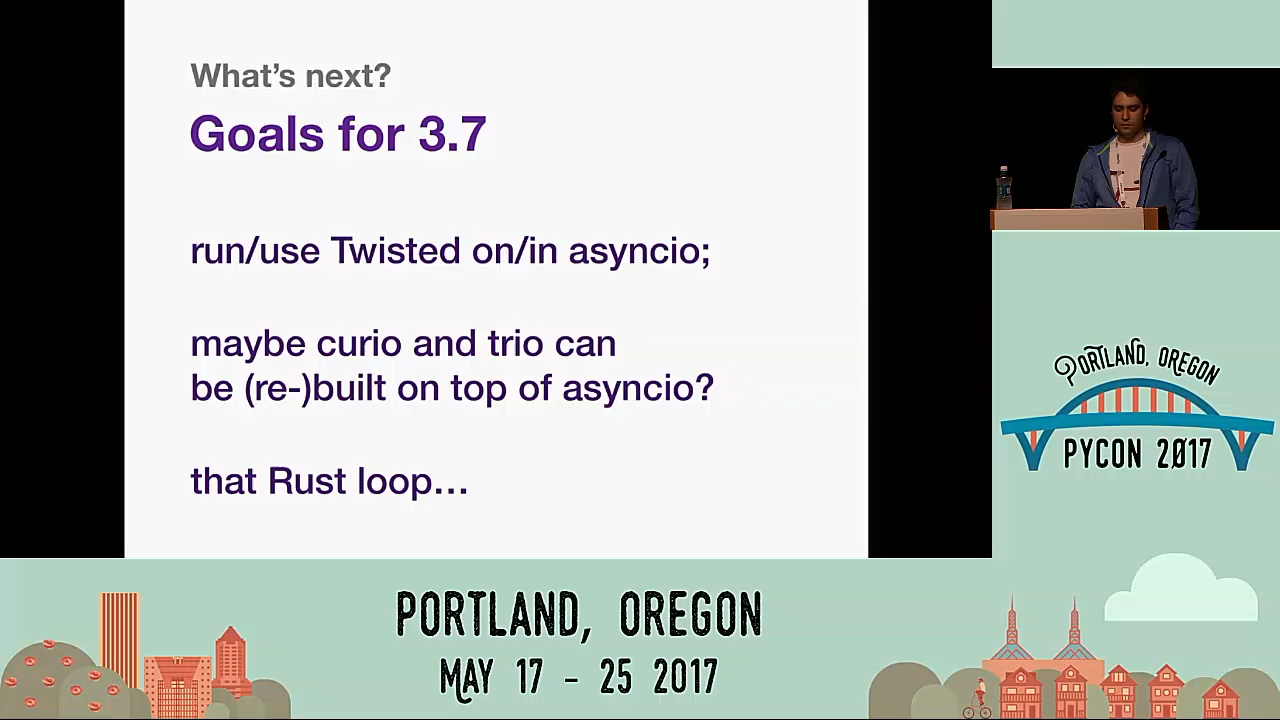 What's next?
Goals for 3.7
run/use Twisted on/in asyncio;
maybe curio and trio can
be (re-)built on top of asyncio?
that Rust loop…
PORTLAND, OREGON
PYCON 2017
PORTLAND, OREGON
MAY 17 - 25 2017